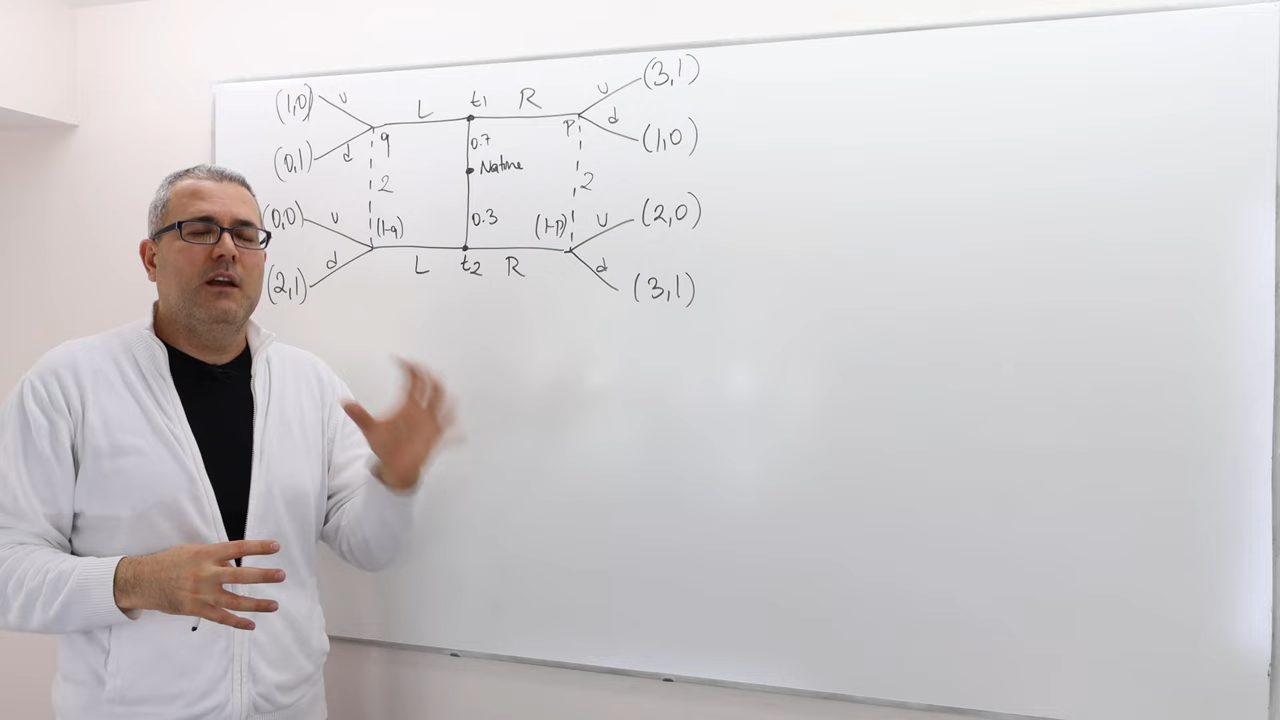 (1,0) u L t1 R u (3,1)
q 0.7 p d
(0,1) d Nature (1,0)
2 2
(0,0) u (1-q) 0.3 (1-p) u (2,0)
d L t2 R d
(2,1) (3,1)